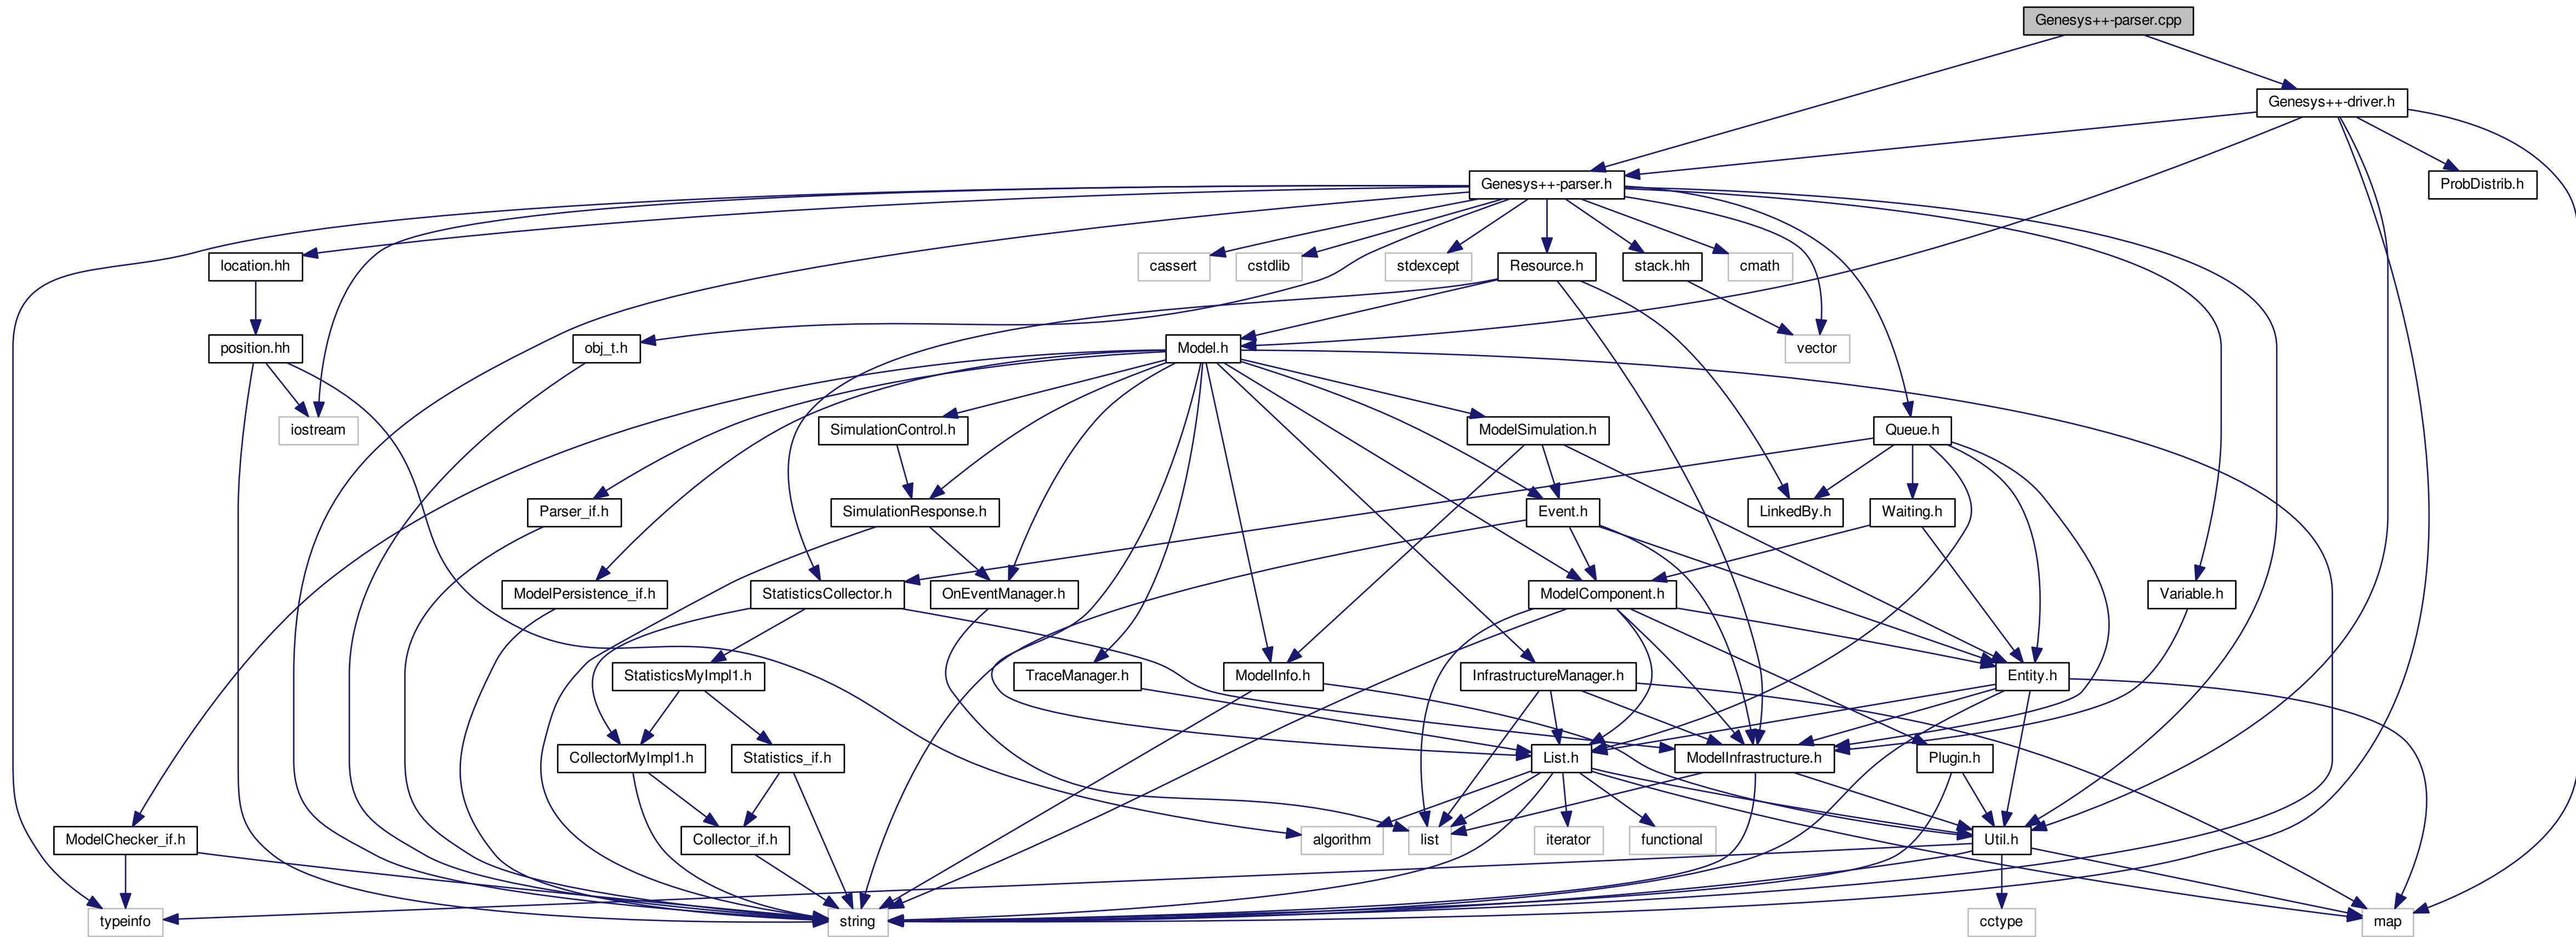 Genesys++-parser.cpp
Genesys++-driver.h
Genesys++-parser.h
ProbDistrib.h
location.hh
cassert
cstdlib
stdexcept
Resource.h
stack.hh
cmath
position.hh
obj_t.h
Model.h
vector
iostream
SimulationControl.h
ModelSimulation.h
Queue.h
Parser_if.h
SimulationResponse.h
Event.h
LinkedBy.h
Waiting.h
ModelPersistence_if.h
StatisticsCollector.h
OnEventManager.h
ModelComponent.h
Variable.h
StatisticsMyImpl1.h
TraceManager.h
ModelInfo.h
InfrastructureManager.h
Entity.h
CollectorMyImpl1.h
Statistics_if.h
List.h
ModelInfrastructure.h
Plugin.h
ModelChecker_if.h
Collector_if.h
algorithm
list
iterator
functional
Util.h
typeinfo
string
cctype
map